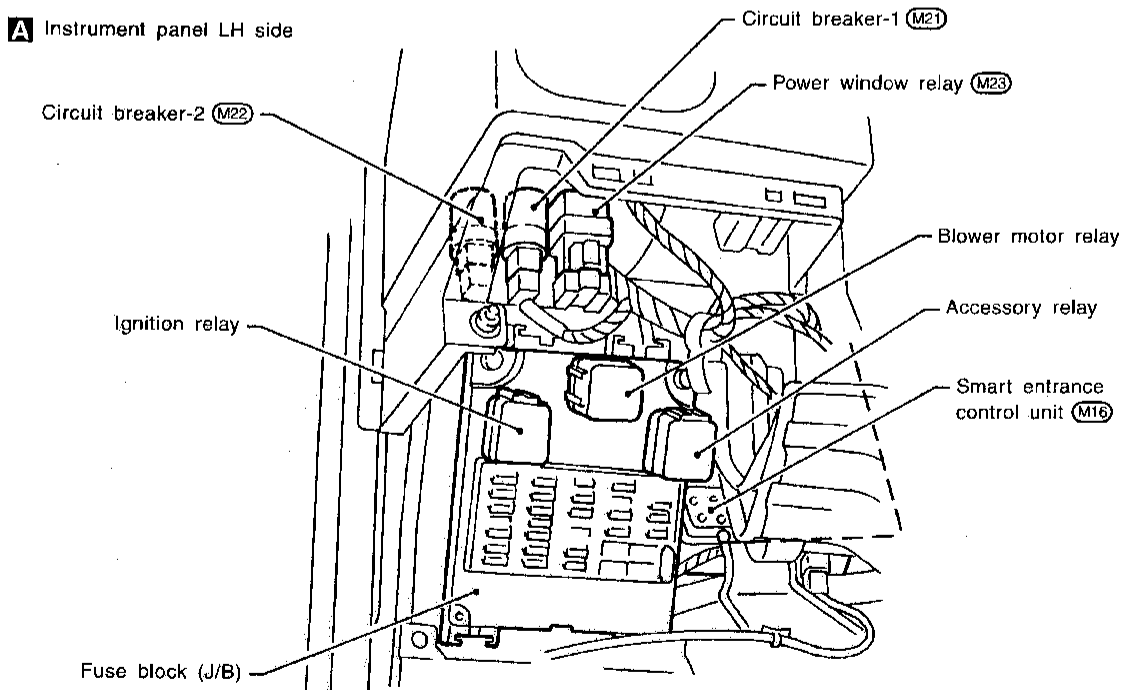 A Instrument panel LH side
Circuit breaker-1 M21
Power window relay M23
Circuit breaker-2 M22
Blower motor relay
Accessory relay
Ignition relay
Smart entrance
control unit M16
Fuse block (J/B)